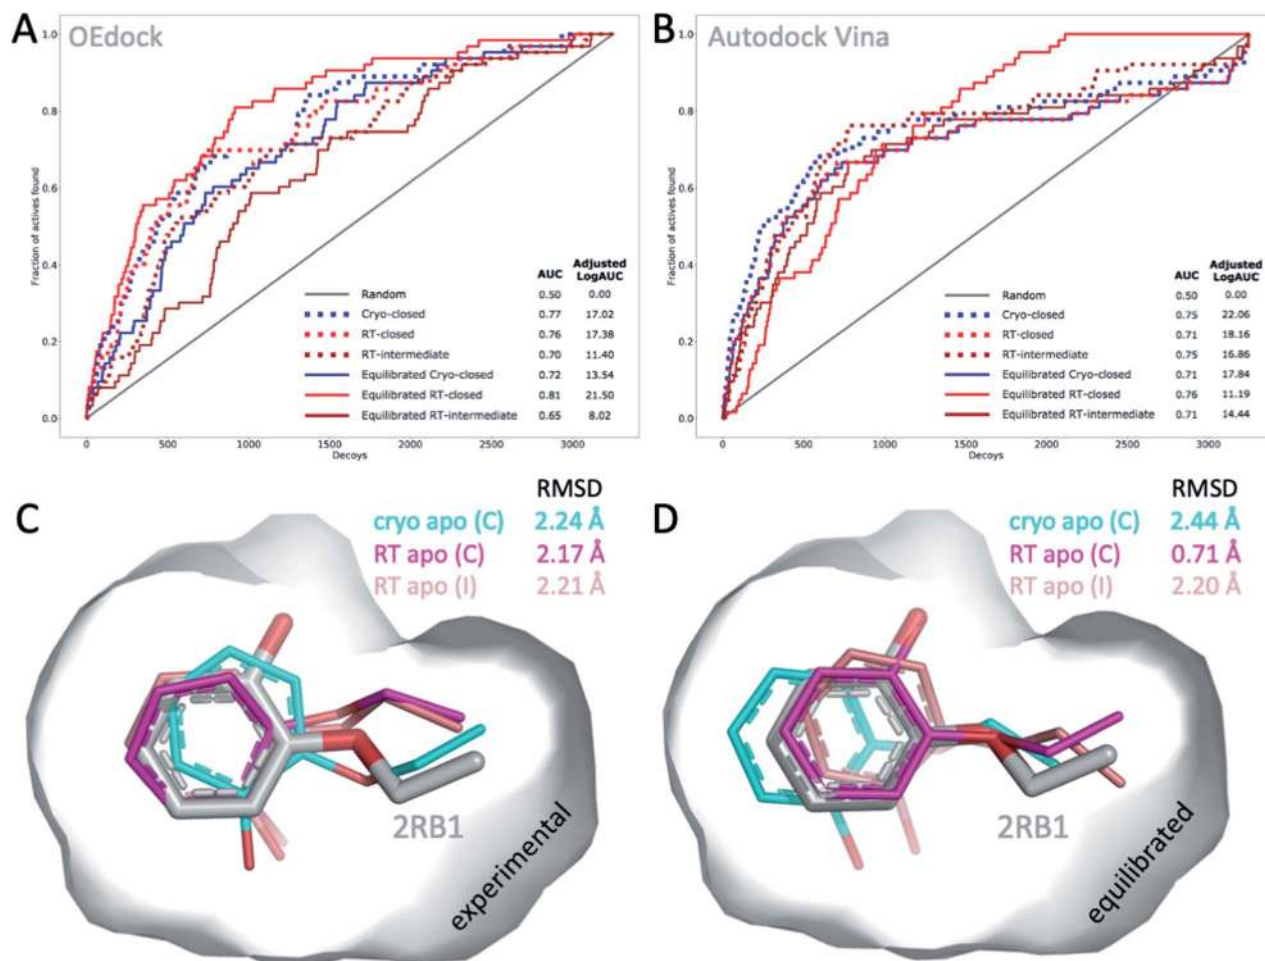 A OEdock
1.0
0.8
0.6
0.4
0.2
0.0
Fraction of actives found
0 500 1000 1500 2000 2500 3000
Decoys
AUC Adjusted LogAUC
Random 0.50 0.00
Cryo-closed 0.77 17.02
RT-closed 0.76 17.38
RT-intermediate 0.70 11.40
Equilibrated Cryo-closed 0.72 13.54
Equilibrated RT-closed 0.81 21.50
Equilibrated RT-intermediate 0.65 8.02
B Autodock Vina
1.0
0.8
0.6
0.4
0.2
0.0
Fraction of actives found
0 500 1000 1500 2000 2500 3000
Decoys
AUC Adjusted LogAUC
Random 0.50 0.00
Cryo-closed 0.75 22.06
RT-closed 0.71 18.16
RT-intermediate 0.75 16.86
Equilibrated Cryo-closed 0.71 17.84
Equilibrated RT-closed 0.76 11.19
Equilibrated RT-intermediate 0.71 14.44
C
RMSD
cryo apo (C) 2.24 Å
RT apo (C) 2.17 Å
RT apo (I) 2.21 Å
2RB1
experimental
D
RMSD
cryo apo (C) 2.44 Å
RT apo (C) 0.71 Å
RT apo (I) 2.20 Å
2RB1
equilibrated